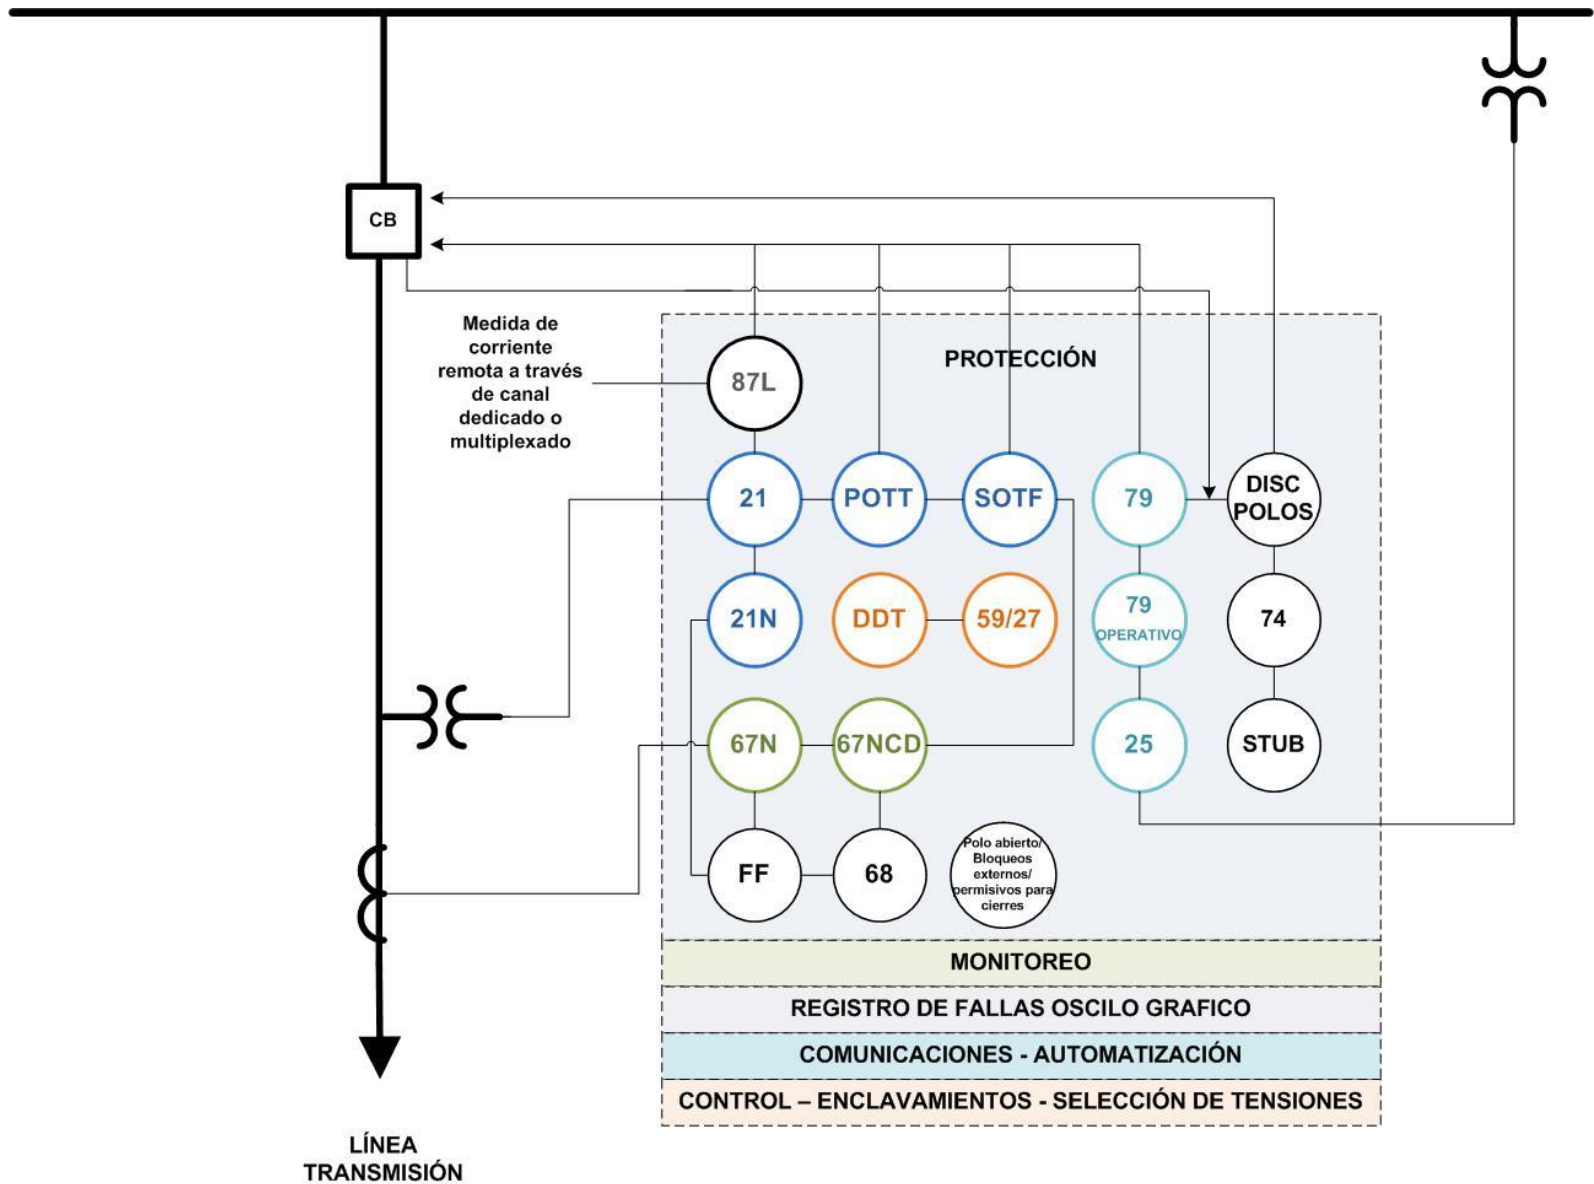 CB
Medida de
corriente
remota a través
de canal
dedicado o
multiplexado
PROTECCIÓN
87L
21
POTT
SOTF
79
DISC
POLOS
21N
DDT
59/27
79
OPERATIVO
74
67N
67NCD
25
STUB
FF
68
Polo abierto/
Bloqueos
externos/
permisivos para
cierres
MONITOREO
REGISTRO DE FALLAS OSCILO GRAFICO
COMUNICACIONES - AUTOMATIZACIÓN
CONTROL – ENCLAVAMIENTOS - SELECCIÓN DE TENSIONES
LÍNEA
TRANSMISIÓN